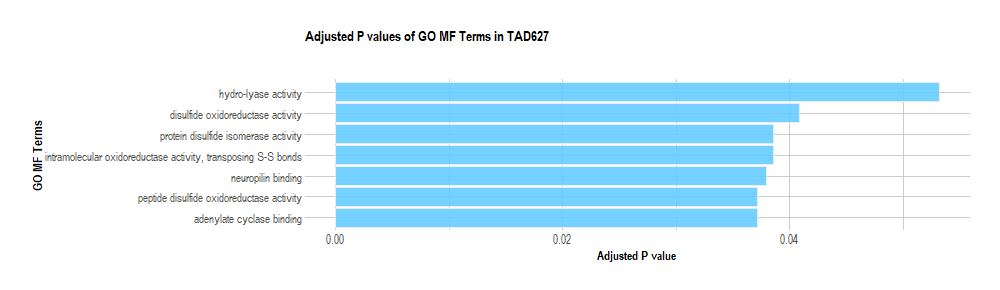 Adjusted P values of GO MF Terms in TAD627
GO MF Terms
hydro-lyase activity
disulfide oxidoreductase activity
protein disulfide isomerase activity
intramolecular oxidoreductase activity, transposing S-S bonds
neuropilin binding
peptide disulfide oxidoreductase activity
adenylate cyclase binding
0.00 0.02 0.04
Adjusted P value